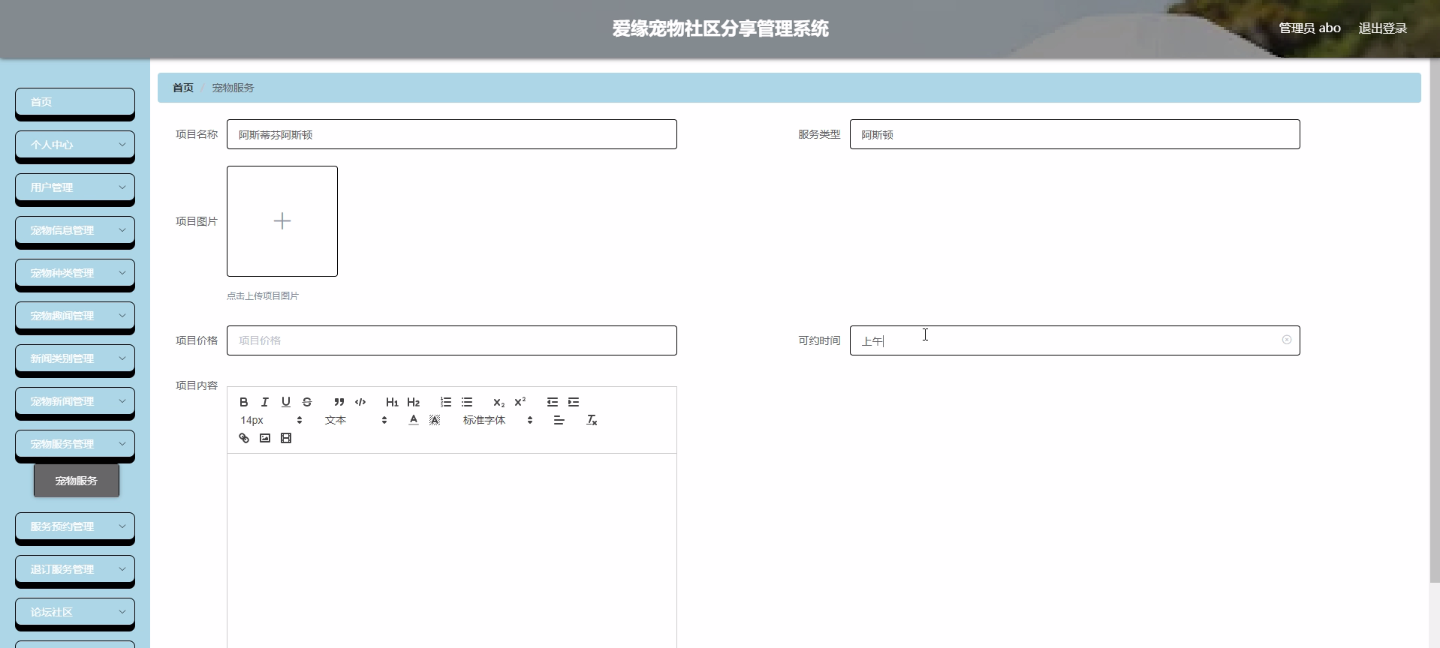 爱缘宠物社区分享管理系统
管理员 abo 退出登录
首页
个人中心
用户管理
宠物信息管理
宠物种类管理
宠物趣闻管理
新闻类别管理
宠物新闻管理
宠物服务管理
宠物服务
服务预约管理
退订服务管理
论坛社区
首页 / 宠物服务
项目名称 阿斯蒂芬阿斯顿
服务类型 阿斯顿
项目图片
点击上传项目图片
项目价格 项目价格
可约时间 上午
项目内容
B I U S H1 H2 X2 X2
14px 文本 A A 标准字体 Tx